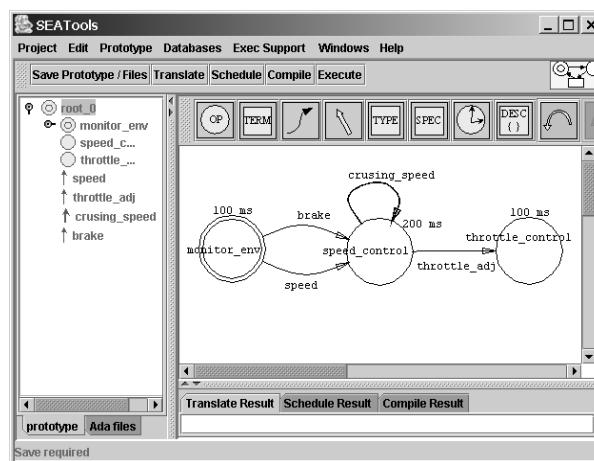 SEATools
Project Edit Prototype Databases Exec Support Windows Help
Save Prototype / Files Translate Schedule Compile Execute
root_0
monitor_env
speed_c...
throttle_...
speed
throttle_adj
crusing_speed
brake
OP TERM TYPE SPEC DESC { }
crusing_speed
100 ms brake 200 ms 100 ms
monitor_env speed_control throttle_control
speed throttle_adj
Translate Result Schedule Result Compile Result
prototype Ada files
Save required